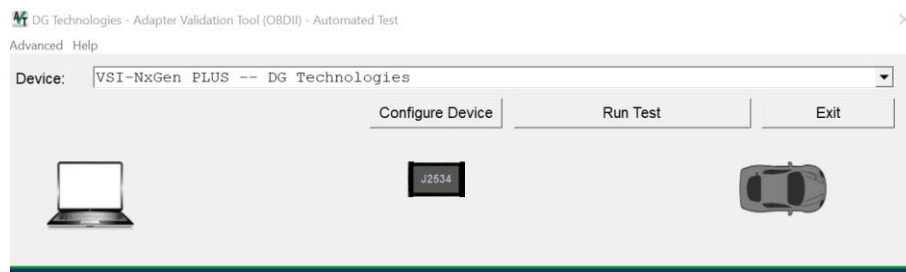 DG Technologies - Adapter Validation Tool (OBDII) - Automated Test
Advanced Help
Device: VSI-NxGen PLUS -- DG Technologies
Configure Device Run Test Exit
J2534